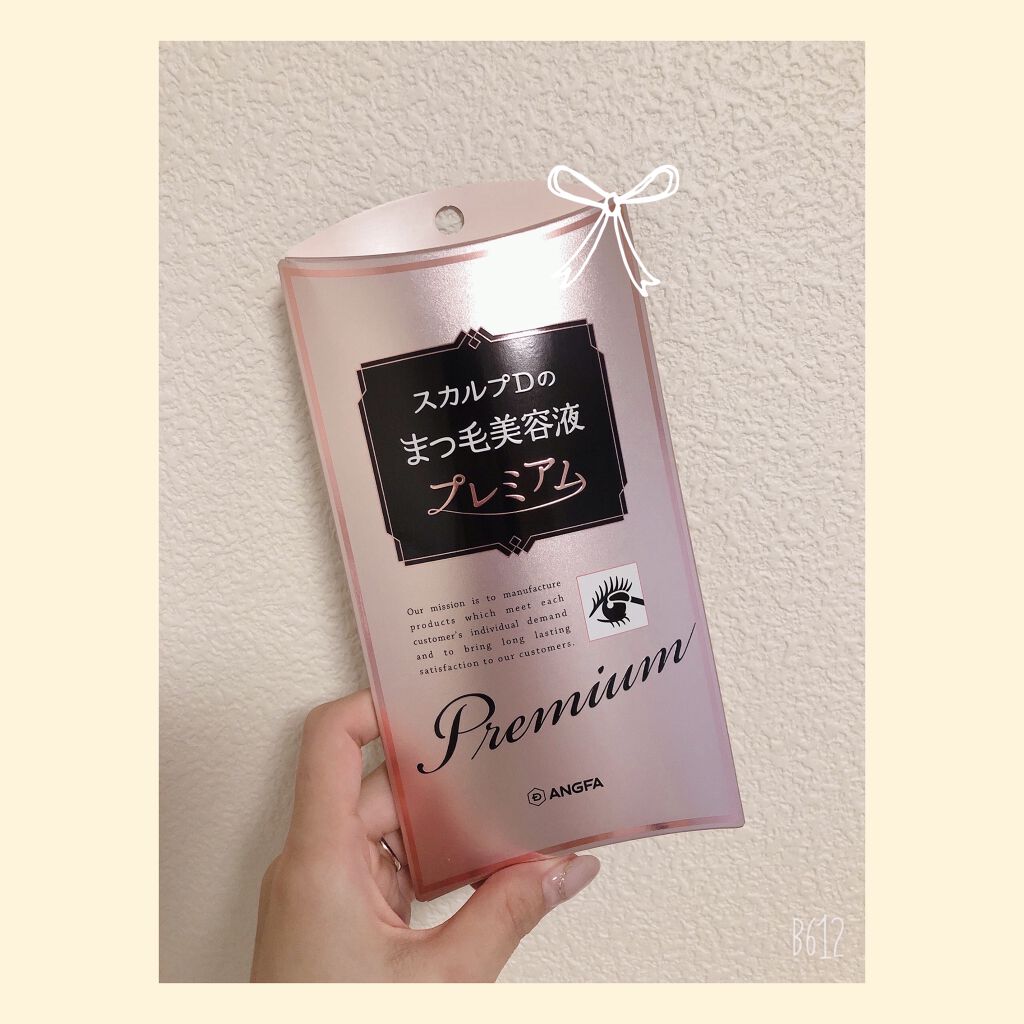 スカルプDの
まつ毛美容液
プレミアム
Our mission is to manufacture
products which meet each
customer's individual demand
and to bring long lasting
satisfaction to our customers.
Premium
ANGFA
B612